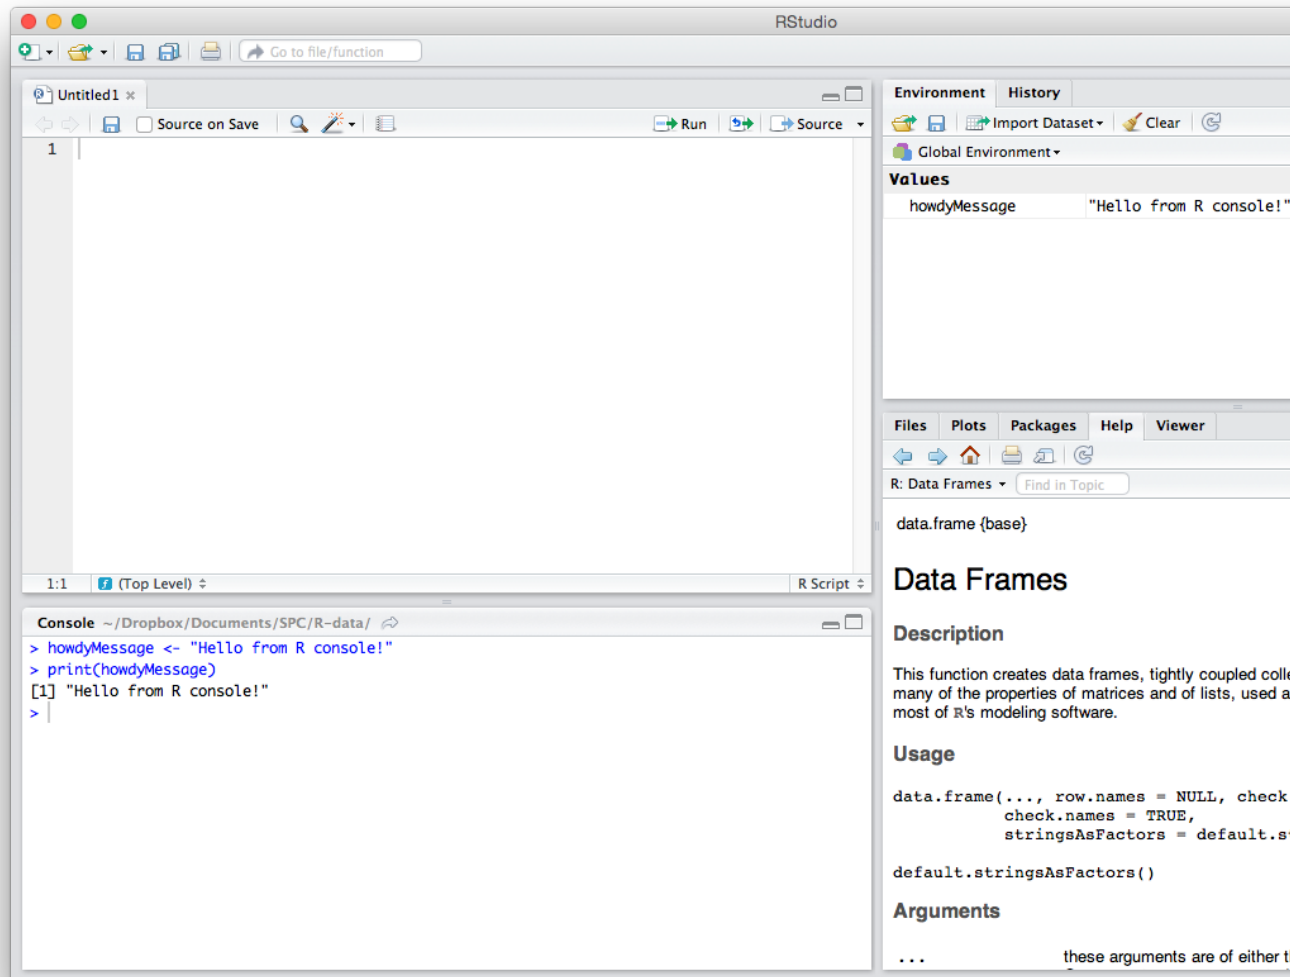 RStudio
Go to file/function
Untitled1
Source on Save
Run
Source
1
1:1
(Top Level)
R Script
Console ~/Dropbox/Documents/SPC/R-data/
> howdyMessage <- "Hello from R console!"
> print(howdyMessage)
[1] "Hello from R console!"
>
Environment History
Import Dataset
Clear
Global Environment
Values
howdyMessage "Hello from R console!"
Files Plots Packages Help Viewer
R: Data Frames Find in Topic
data.frame {base}
Data Frames
Description
This function creates data frames, tightly coupled
many of the properties of matrices and of lists, used
most of R's modeling software.
Usage
data.frame(..., row.names = NULL, check
check.names = TRUE,
stringsAsFactors = default.
default.stringsAsFactors()
Arguments
... these arguments are of either